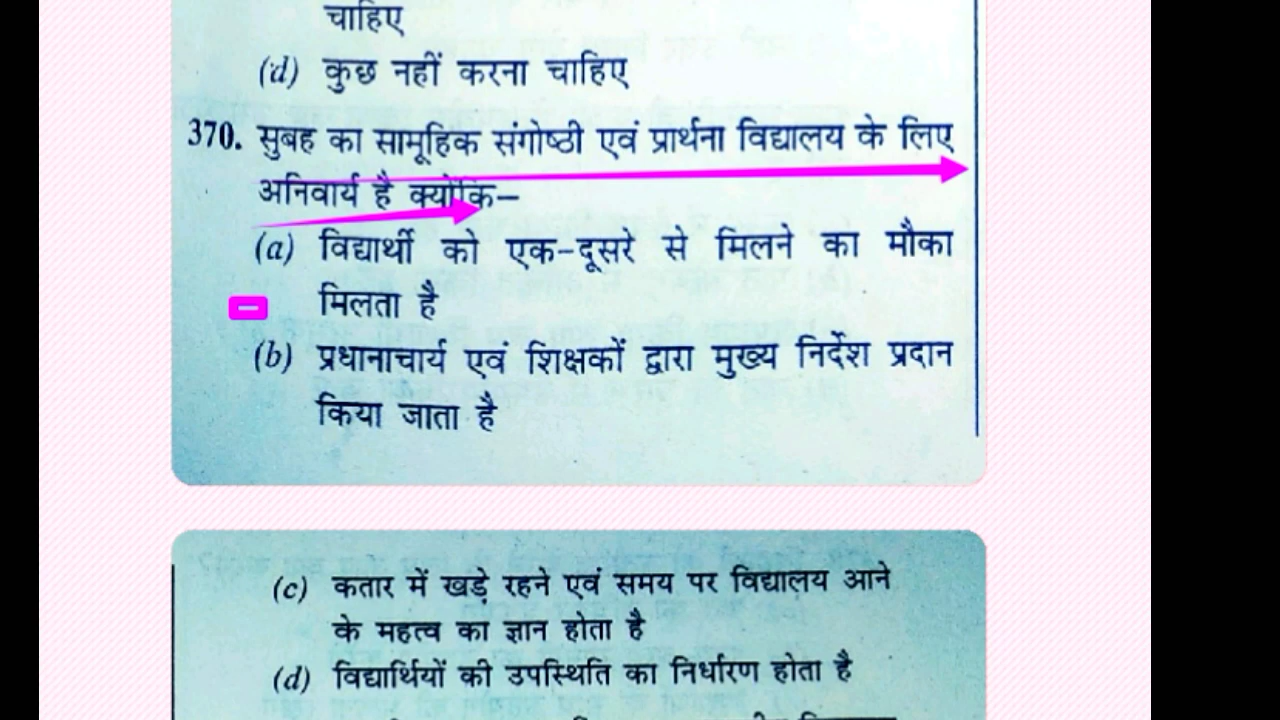 चाहिए
(d) कुछ नहीं करना चाहिए
370. सुबह का सामूहिक संगोष्ठी एवं प्रार्थना विद्यालय के लिए
अनिवार्य है क्योंकि–
(a) विद्यार्थी को एक-दूसरे से मिलने का मौका
मिलता है
(b) प्रधानाचार्य एवं शिक्षकों द्वारा मुख्य निर्देश प्रदान
किया जाता है
(c) कतार में खड़े रहने एवं समय पर विद्यालय आने
के महत्व का ज्ञान होता है
(d) विद्यार्थियों की उपस्थिति का निर्धारण होता है